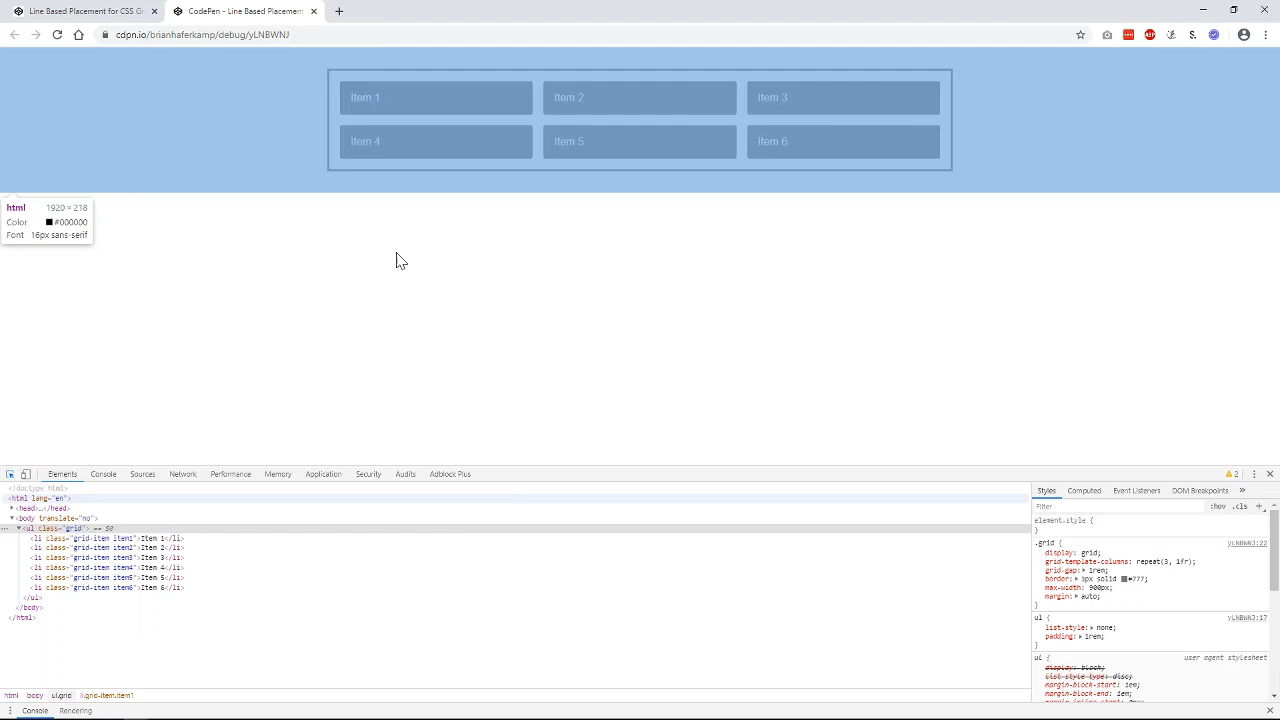 Line Based Placement for CSS Gr
CodePen - Line Based Placement
cdpn.io/brianhaferkamp/debug/yLNBWNJ
ABP
S.
Item 1
Item 2
Item 3
Item 4
Item 5
Item 6
html 1920 × 218
Color #000000
Font 16px sans-serif
Elements Console Sources Network Performance Memory Application Security Audits Adblock Plus
2
<!doctype html>
<html lang="en">
<head>…</head>
<body translate="no">
… <ul class="grid"> == $0
<li class="grid-item item1">Item 1</li>
<li class="grid-item item2">Item 2</li>
<li class="grid-item item3">Item 3</li>
<li class="grid-item item4">Item 4</li>
<li class="grid-item item5">Item 5</li>
<li class="grid-item item6">Item 6</li>
</ul>
</body>
</html>
html body ul.grid li.grid-item.item1
Console Rendering
Styles Computed Event Listeners DOM Breakpoints »
Filter :hov .cls +
element.style {
}
.grid { yLNBWNJ:22
display: grid;
grid-template-columns: repeat(3, 1fr);
grid-gap: 1rem;
border: 3px solid #777;
max-width: 900px;
margin: auto;
}
ul { yLNBWNJ:17
list-style: none;
padding: 1rem;
}
ul { user agent stylesheet
display: block;
list-style-type: disc;
margin-block-start: 1em;
margin-block-end: 1em;